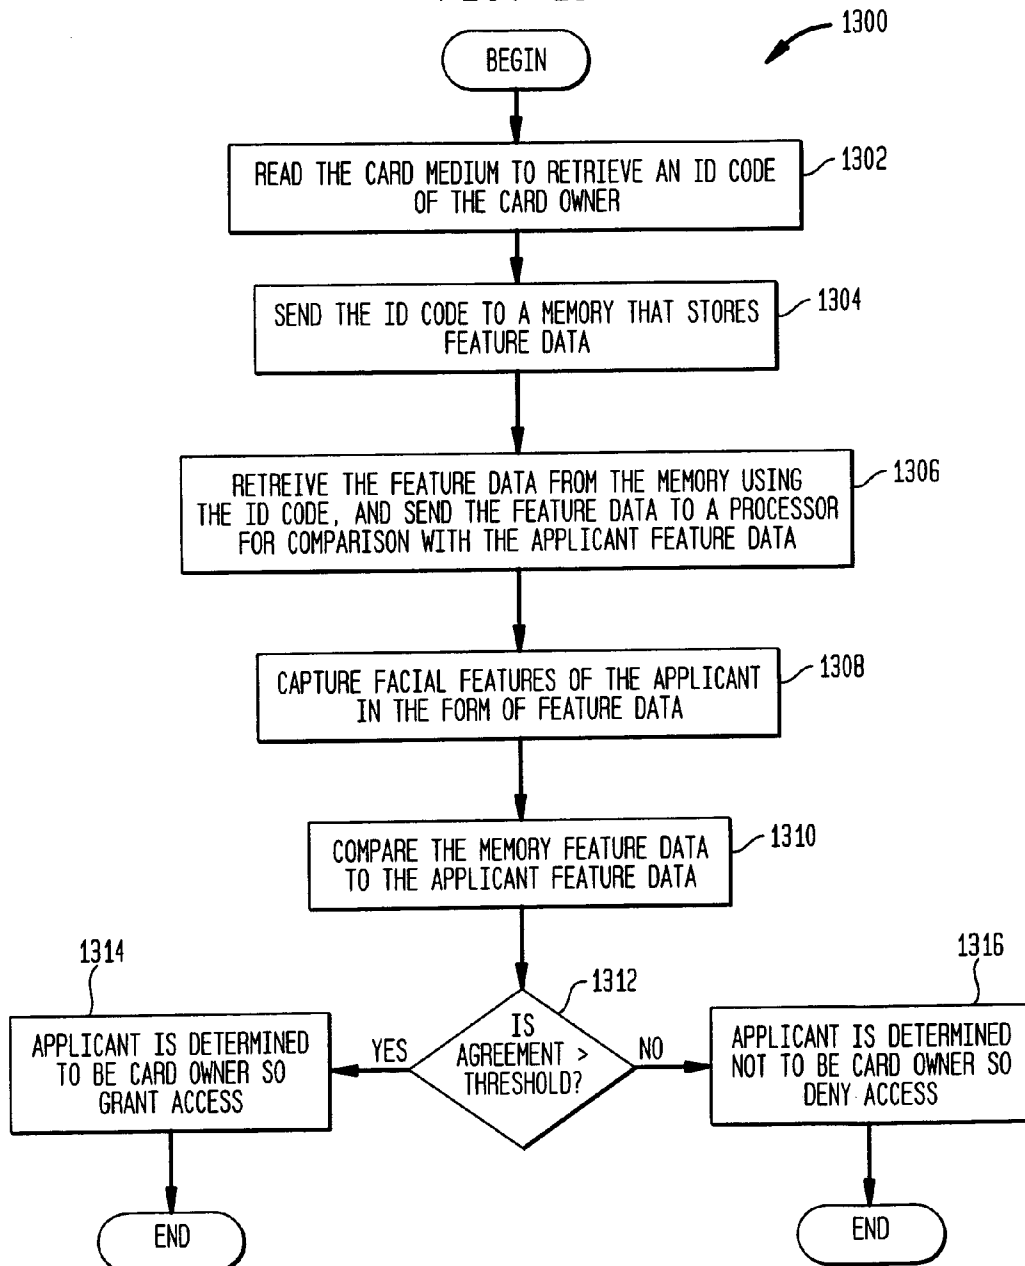 1300
BEGIN
READ THE CARD MEDIUM TO RETRIEVE AN ID CODE
OF THE CARD OWNER
1302
SEND THE ID CODE TO A MEMORY THAT STORES
FEATURE DATA
1304
RETREIVE THE FEATURE DATA FROM THE MEMORY USING
THE ID CODE, AND SEND THE FEATURE DATA TO A PROCESSOR
FOR COMPARISON WITH THE APPLICANT FEATURE DATA
1306
CAPTURE FACIAL FEATURES OF THE APPLICANT
IN THE FORM OF FEATURE DATA
1308
COMPARE THE MEMORY FEATURE DATA
TO THE APPLICANT FEATURE DATA
1310
1312
IS
AGREEMENT >
THRESHOLD?
YES
NO
1314
APPLICANT IS DETERMINED
TO BE CARD OWNER SO
GRANT ACCESS
END
1316
APPLICANT IS DETERMINED
NOT TO BE CARD OWNER SO
DENY ACCESS
END